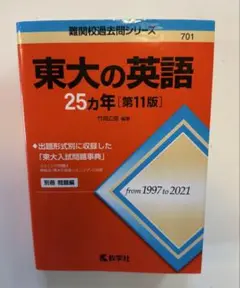 難関校過去問シリーズ
701
東大の英語
25カ年[第11版]
竹岡広信 編著
出題形式別に収録した
「東大入試問題事典」
別冊 問題編
from 1997 to 2021
教学社